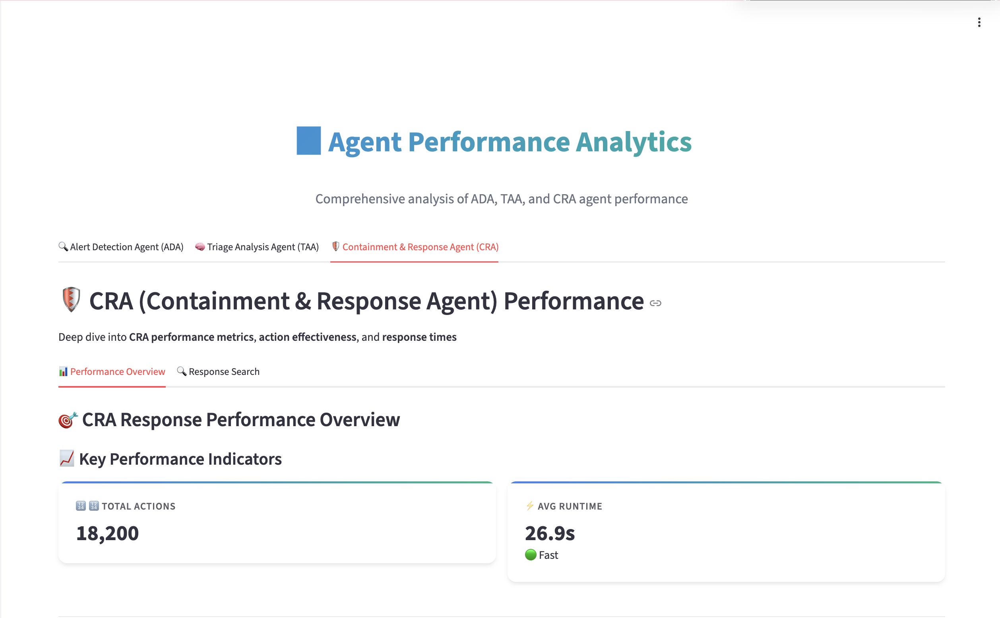 Agent Performance Analytics
Comprehensive analysis of ADA, TAA, and CRA agent performance
Alert Detection Agent (ADA) Triage Analysis Agent (TAA) Containment & Response Agent (CRA)
CRA (Containment & Response Agent) Performance
Deep dive into CRA performance metrics, action effectiveness, and response times
Performance Overview Response Search
CRA Response Performance Overview
Key Performance Indicators
TOTAL ACTIONS
18,200
AVG RUNTIME
26.9s
Fast